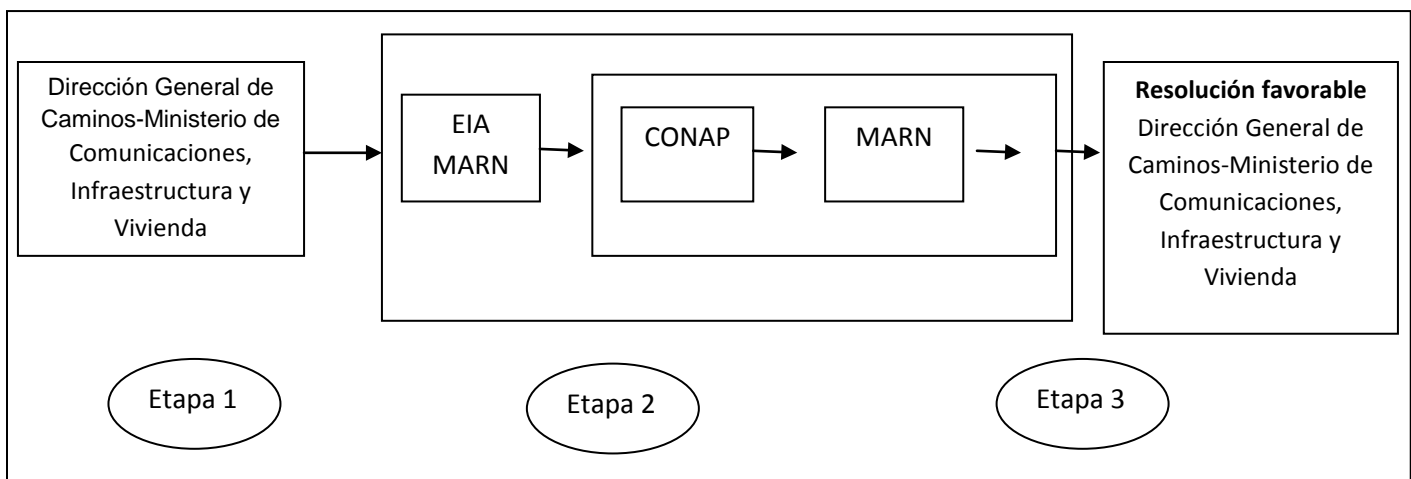 Dirección General de
Caminos-Ministerio de
Comunicaciones,
Infraestructura y
Vivienda
EIA
MARN
CONAP
MARN
Resolución favorable
Dirección General de
Caminos-Ministerio de
Comunicaciones,
Infraestructura y
Vivienda
Etapa 1
Etapa 2
Etapa 3